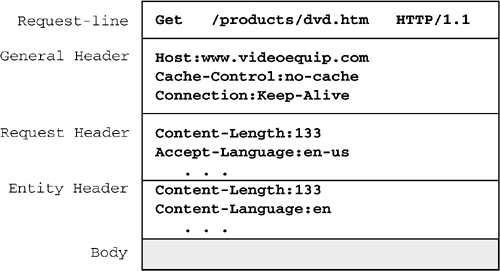 Request-line Get /products/dvd.htm HTTP/1.1
General Header Host:www.videoequip.com
Cache-Control:no-cache
Connection:Keep-Alive
Request Header Content-Length:133
Accept-Language:en-us
. . .
Entity Header Content-Length:133
Content-Language:en
. . .
Body